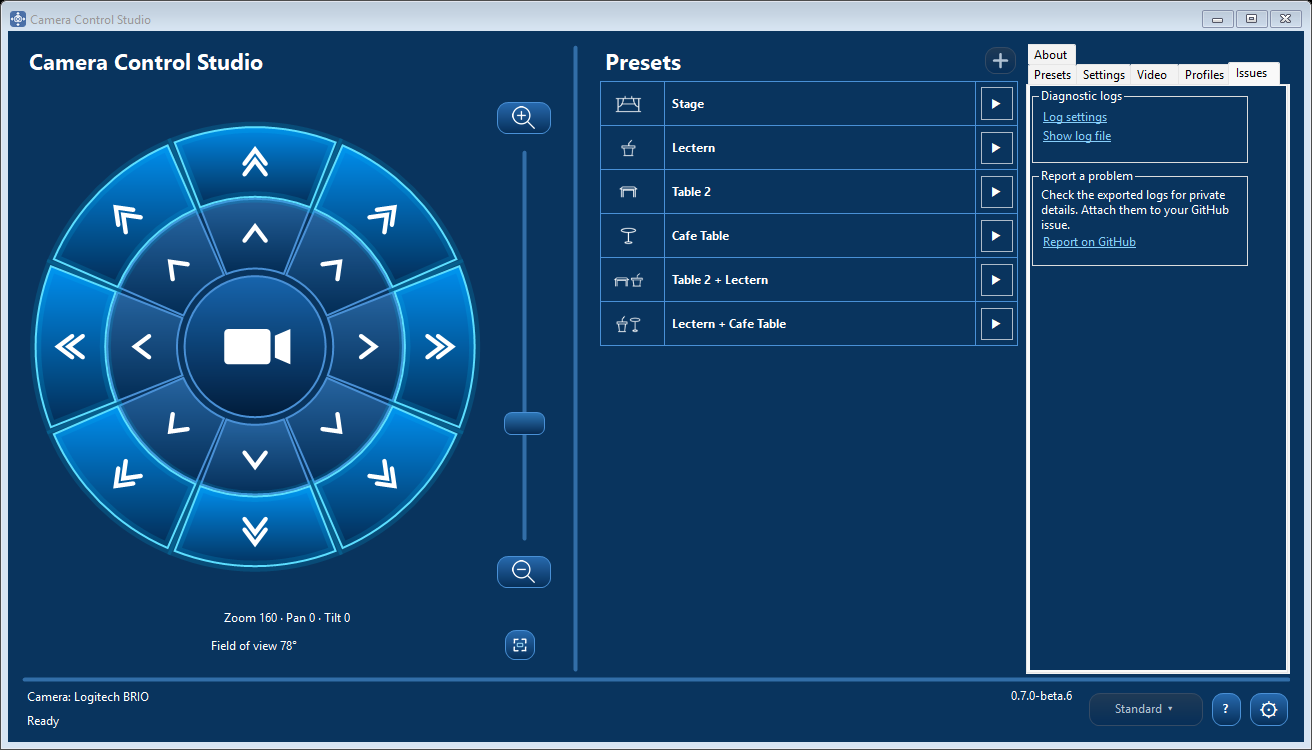 Camera Control Studio
Camera Control Studio
Zoom 160 · Pan 0 · Tilt 0
Field of view 78°
Presets
Stage
Lectern
Table 2
Cafe Table
Table 2 + Lectern
Lectern + Cafe Table
About
Presets Settings Video Profiles Issues
Diagnostic logs
Log settings
Show log file
Report a problem
Check the exported logs for private
details. Attach them to your GitHub
issue.
Report on GitHub
Camera: Logitech BRIO
Ready
0.7.0-beta.6
Standard
?